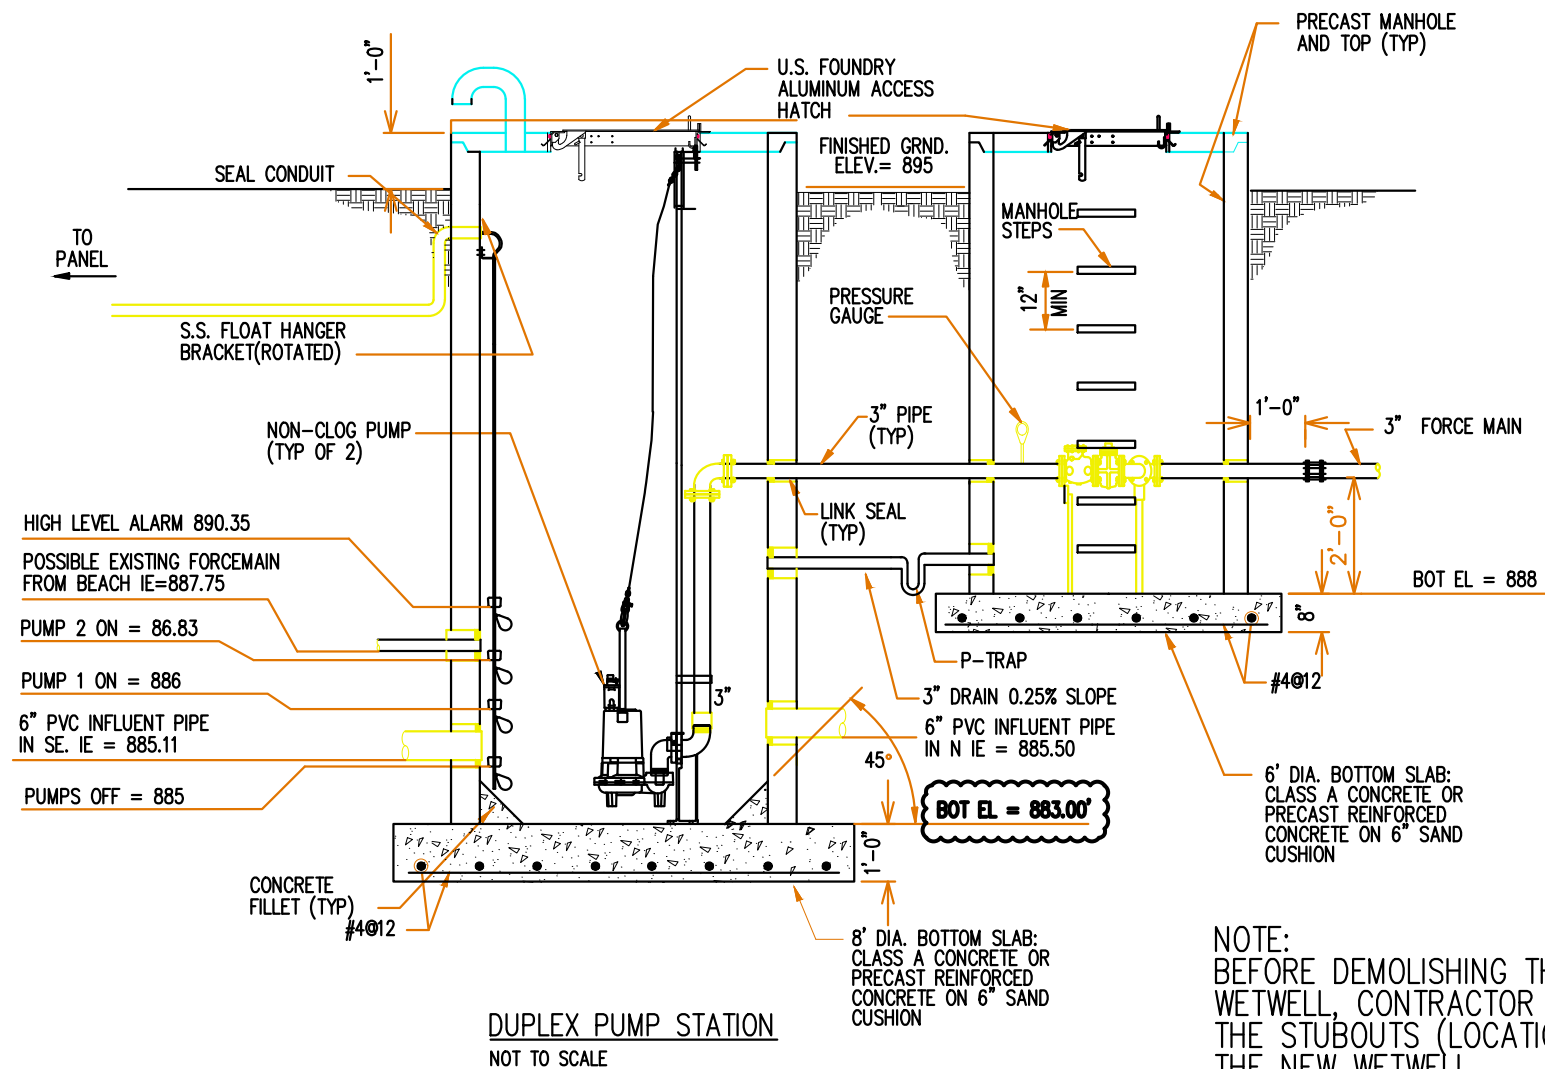 1'-0"
PRECAST MANHOLE
AND TOP (TYP)
U.S. FOUNDRY
ALUMINUM ACCESS
HATCH
FINISHED GRND.
ELEV.= 895
SEAL CONDUIT
TO
PANEL
MANHOLE
STEPS
12"
MIN
PRESSURE
GAUGE
S.S. FLOAT HANGER
BRACKET(ROTATED)
1'-0"
3" PIPE
(TYP)
3" FORCE MAIN
NON-CLOG PUMP
(TYP OF 2)
LINK SEAL
(TYP)
2'-0"
HIGH LEVEL ALARM 890.35
POSSIBLE EXISTING FORCEMAIN
FROM BEACH IE=887.75
BOT EL = 888
8"
PUMP 2 ON = 86.83
P-TRAP
PUMP 1 ON = 886
3"
3" DRAIN 0.25% SLOPE
#4@12
6" PVC INFLUENT PIPE
IN SE. IE = 885.11
6" PVC INFLUENT PIPE
IN N IE = 885.50
45°
PUMPS OFF = 885
BOT EL = 883.00'
6' DIA. BOTTOM SLAB:
CLASS A CONCRETE OR
PRECAST REINFORCED
CONCRETE ON 6" SAND
CUSHION
1'-0"
CONCRETE
FILLET (TYP)
#4@12
8' DIA. BOTTOM SLAB:
CLASS A CONCRETE OR
PRECAST REINFORCED
CONCRETE ON 6" SAND
CUSHION
NOTE:
BEFORE DEMOLISHING TH
WETWELL, CONTRACTOR
THE STUBOUTS (LOCATIO
THE NEW WETWELL
DUPLEX PUMP STATION
NOT TO SCALE